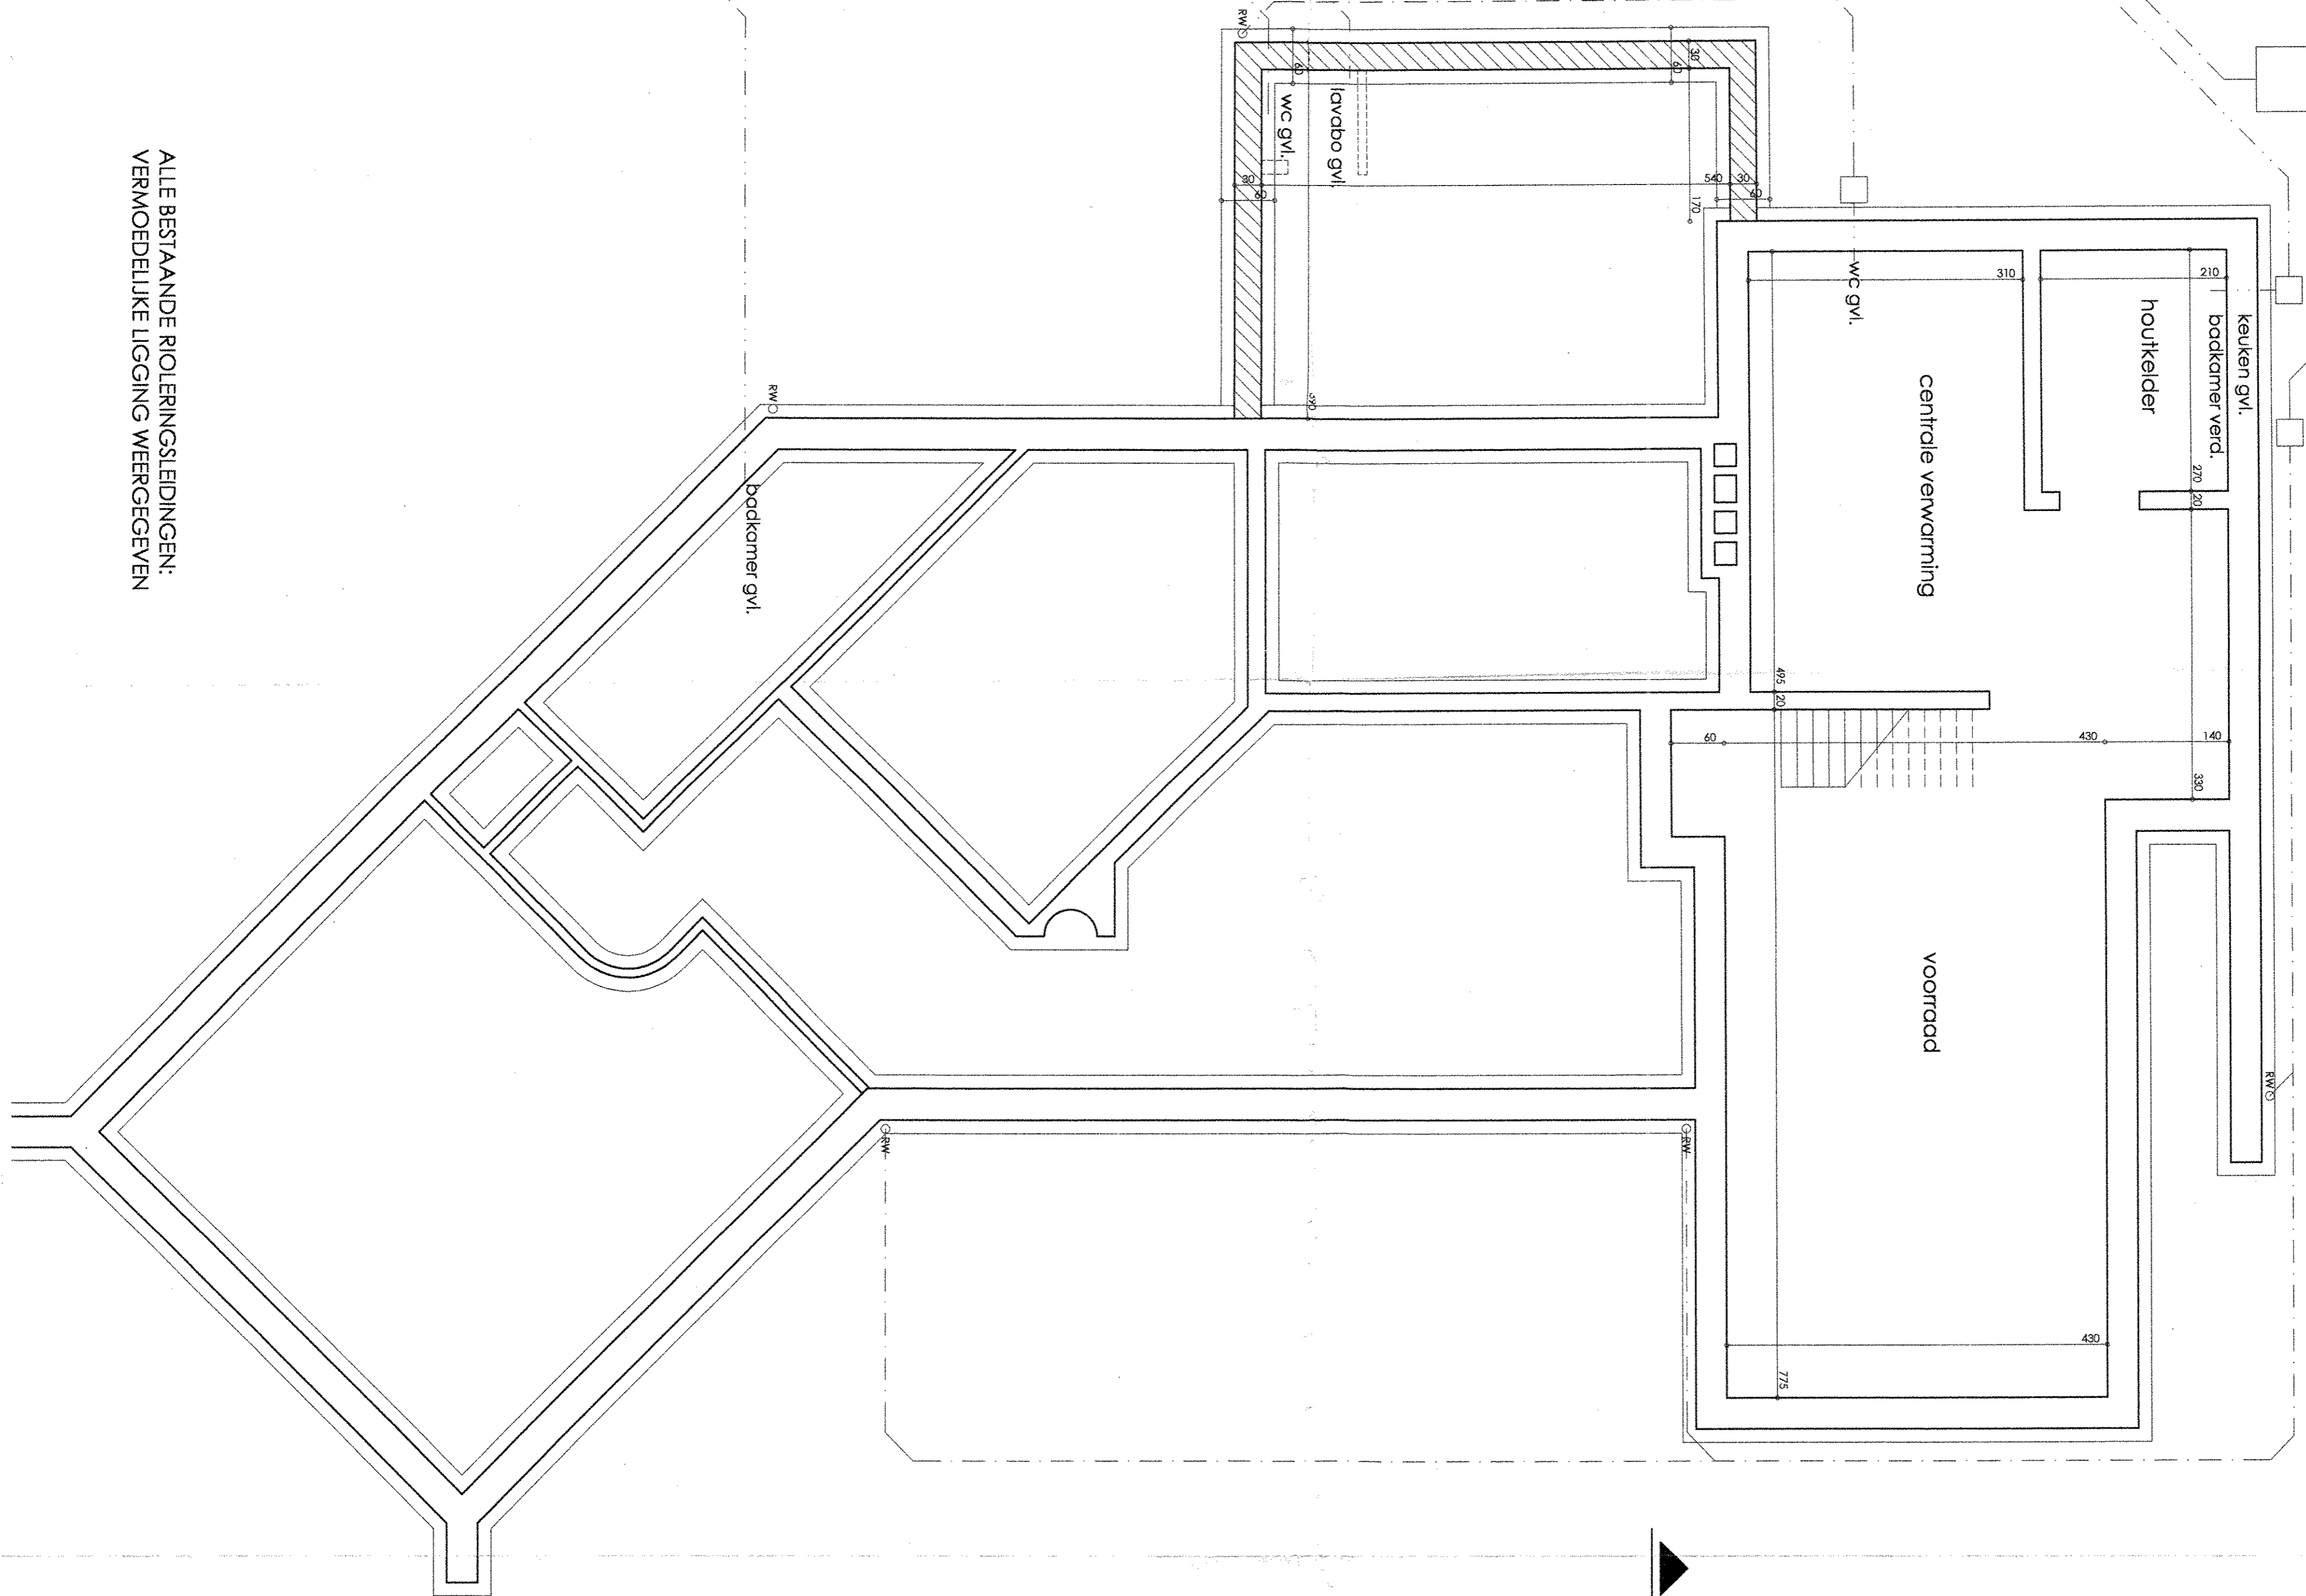 ALLE BESTAANDE RIOLERINGSLEIDINGEN:
VERMOEDELIJKE LIGGING WEERGEGEVEN
RW
60
30
60
wc gvl.
lavabo gvl.
30
60
540
30
60
170
390
RW
badkamer gvl.
wc gvl.
310
210
keuken gvl.
badkamer verd.
houtkelder
centrale verwarming
270
20
495
20
60
430
140
330
voorraad
RW
RW
RW
430
775